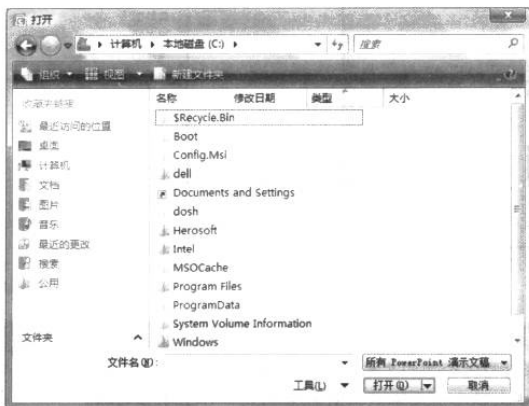 打开
计算机 ▸ 本地磁盘 (C:) ▸ 搜索
组织 视图 新建文件夹
收藏夹链接
最近访问的位置
桌面
计算机
文档
图片
音乐
最近的更改
搜索
公用
文件夹
名称 修改日期 类型 大小
$Recycle.Bin
Boot
Config.Msi
dell
Documents and Settings
dosh
Herosoft
Intel
MSOCache
Program Files
ProgramData
System Volume Information
Windows
文件名(N):
所有 PowerPoint 演示文稿
工具(L) 打开(O) 取消